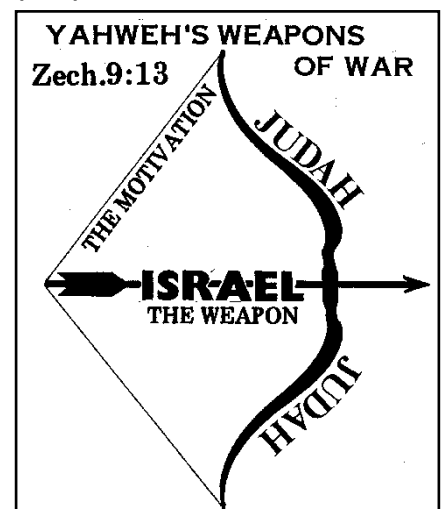 YAHWEH'S WEAPONS
OF WAR
Zech.9:13
THE MOTIVATION
JUDAH
ISRAEL
THE WEAPON
JUDAH